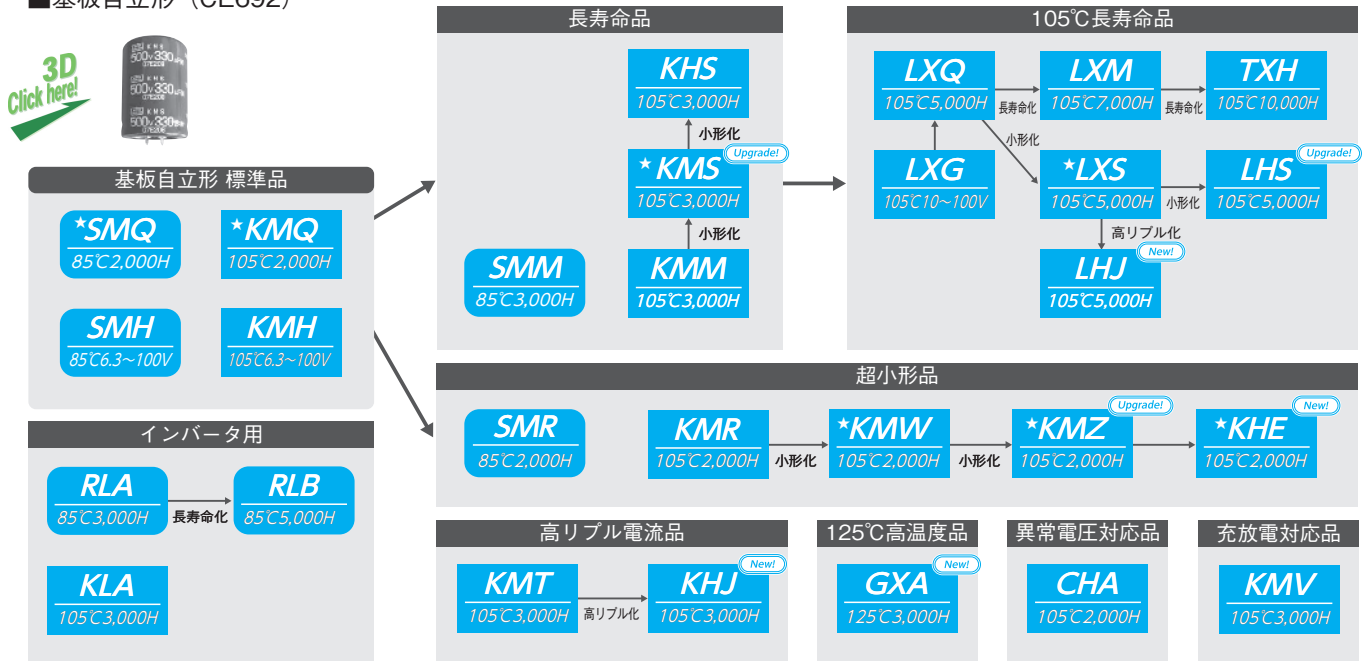 ■基板自立形（CE692）
3D
Click here!
KMS
500V 330μF
KMS
500V 330μF
KMS
500V 330μF
基板自立形 標準品
★SMQ
85℃2,000H
★KMQ
105℃2,000H
SMH
85℃6.3～100V
KMH
105℃6.3～100V
インバータ用
RLA
85℃3,000H
長寿命化
RLB
85℃5,000H
KLA
105℃3,000H
長寿命品
KHS
105℃3,000H
小形化
Upgrade!
★KMS
105℃3,000H
小形化
SMM
85℃3,000H
KMM
105℃3,000H
105℃長寿命品
LXQ
105℃5,000H
長寿命化
LXM
105℃7,000H
長寿命化
TXH
105℃10,000H
小形化
LXG
105℃10～100V
★LXS
105℃5,000H
小形化
Upgrade!
LHS
105℃5,000H
高リプル化
New!
LHJ
105℃5,000H
超小形品
SMR
85℃2,000H
KMR
105℃2,000H
小形化
★KMW
105℃2,000H
小形化
Upgrade!
★KMZ
105℃2,000H
New!
★KHE
105℃2,000H
高リプル電流品
KMT
105℃3,000H
高リプル化
New!
KHJ
105℃3,000H
125℃高温度品
New!
GXA
125℃3,000H
異常電圧対応品
CHA
105℃2,000H
充放電対応品
KMV
105℃3,000H